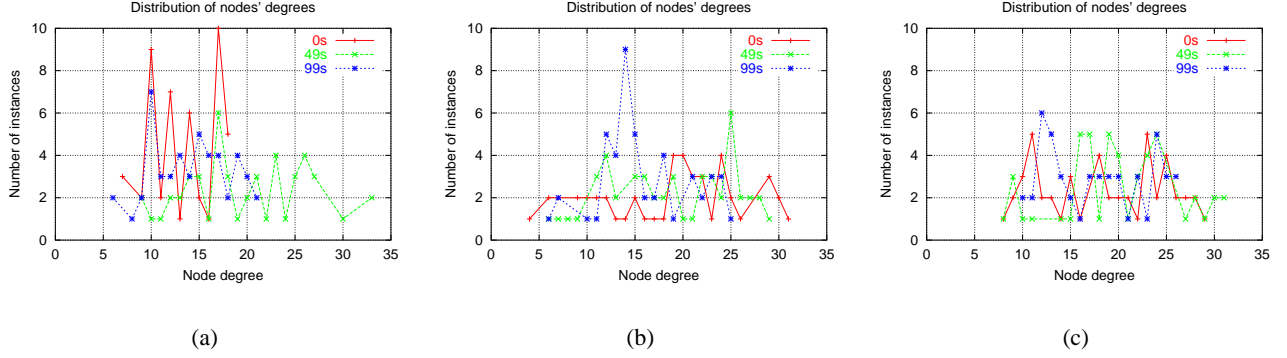 Distribution of nodes' degrees
10
8
6
4
2
0
0 5 10 15 20 25 30 35
Number of instances
Node degree
0s
49s
99s
(a)
Distribution of nodes' degrees
10
8
6
4
2
0
0 5 10 15 20 25 30 35
Number of instances
Node degree
0s
49s
99s
(b)
Distribution of nodes' degrees
10
8
6
4
2
0
0 5 10 15 20 25 30 35
Number of instances
Node degree
0s
49s
99s
(c)